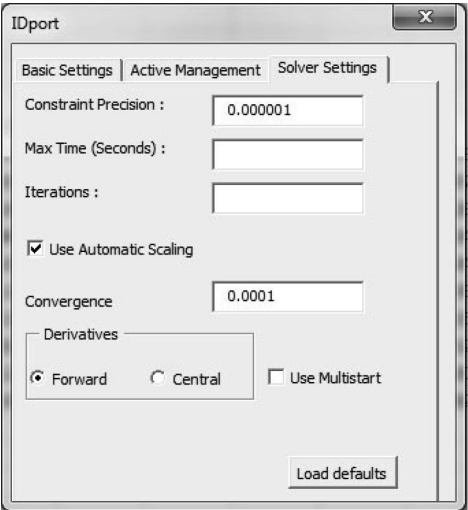 IDport
Basic Settings Active Management Solver Settings
Constraint Precision : 0.000001
Max Time (Seconds) :
Iterations :
Use Automatic Scaling
Convergence 0.0001
Derivatives
Forward Central Use Multistart
Load defaults